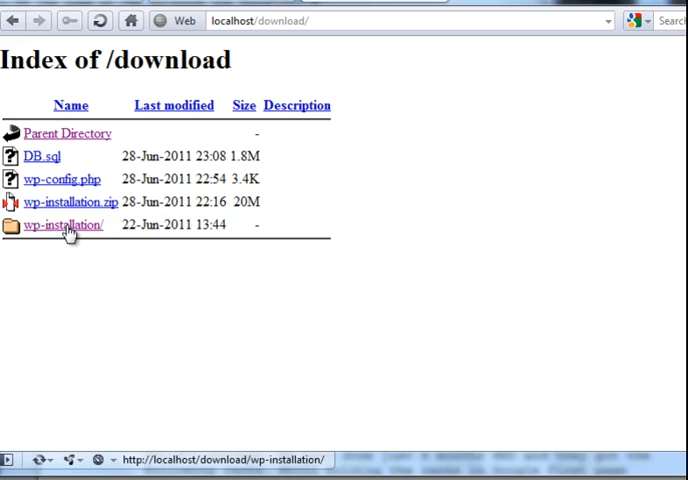 Web localhost/download/ Search
Index of /download
Name Last modified Size Description
Parent Directory -
DB.sql 28-Jun-2011 23:08 1.8M
wp-config.php 28-Jun-2011 22:54 3.4K
wp-installation.zip 28-Jun-2011 22:16 20M
wp-installation/ 22-Jun-2011 13:44 -
http://localhost/download/wp-installation/